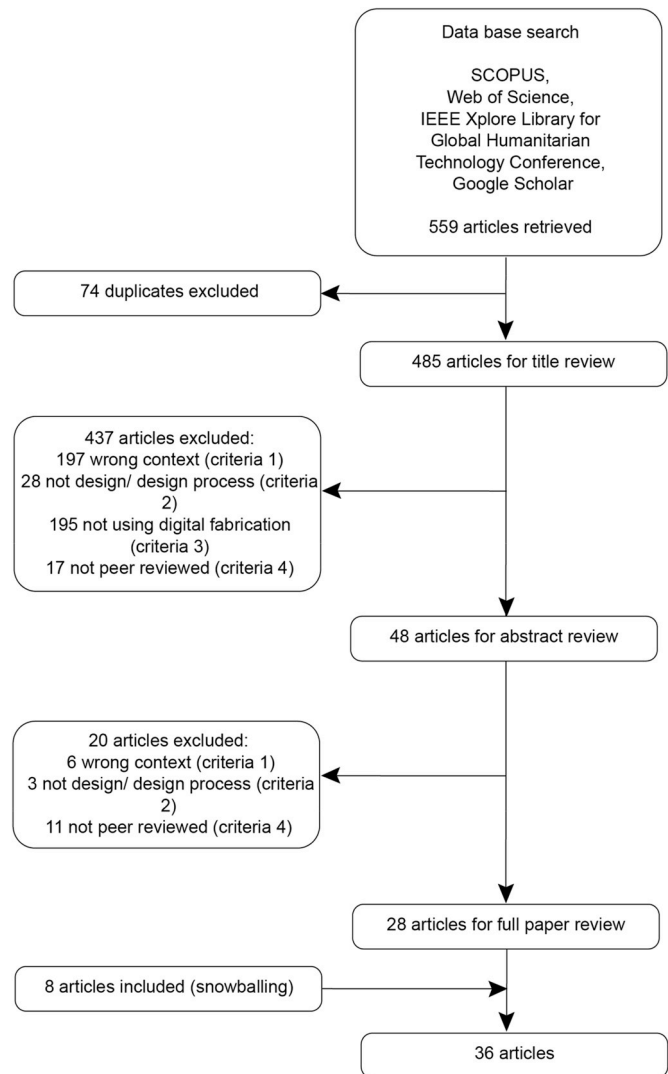 Data base search
SCOPUS,
Web of Science,
IEEE Xplore Library for
Global Humanitarian
Technology Conference,
Google Scholar
559 articles retrieved
74 duplicates excluded
485 articles for title review
437 articles excluded:
197 wrong context (criteria 1)
28 not design/ design process (criteria
2)
195 not using digital fabrication
(criteria 3)
17 not peer reviewed (criteria 4)
48 articles for abstract review
20 articles excluded:
6 wrong context (criteria 1)
3 not design/ design process (criteria
2)
11 not peer reviewed (criteria 4)
28 articles for full paper review
8 articles included (snowballing)
36 articles